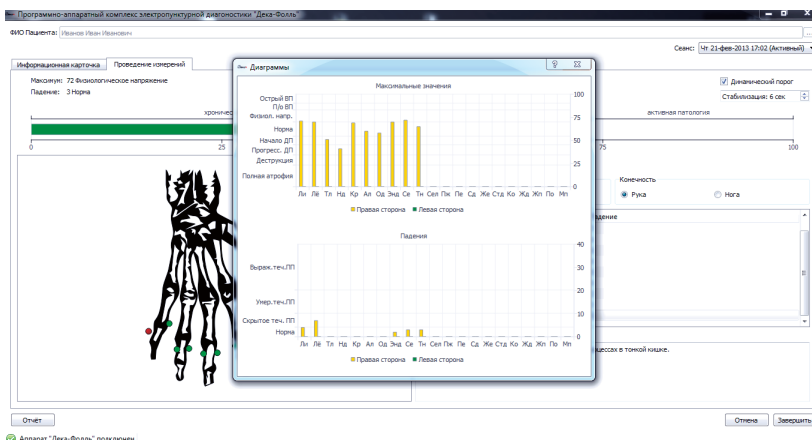 Программно-аппаратный комплекс электропунктурной диагностики "Дека-Фолль"
ФИО Пациента: Иванов Иван Иванович
Сеанс: Чт 21-фев-2013 17:02 (Активный)
Информационная карточка Проведение измерений
Максимум: 72 Физиологическое напряжение
Падение: 3 Норма
Динамический порог
Стабилизация: 6 сек
активная патология
0 25 75 100
Диаграммы
Максимальные значения
Острый ВП
П/о ВП
Физиол. напр.
Норма
Начало ДП
Прогресс. ДП
Деструкция
Полная атрофия
100
75
50
25
0
Ли Лё Тл Нд Кр Ал Од Энд Се Тн Сел Пж Пе Сд Же Стд Ко Жд Жп По Мп
Правая сторона Левая сторона
Падения
Выраж.теч.ПП
Умер.теч.ПП
Скрытое теч. ПП
Норма
40
30
20
10
0
Ли Лё Тл Нд Кр Ал Од Энд Се Тн Сел Пж Пе Сд Же Стд Ко Жд Жп По Мп
Правая сторона Левая сторона
Конечность
Рука Нога
в тонкой кишке.
Отчёт
Отмена Завершить
Аппарат "Дека-Фолль" подключен